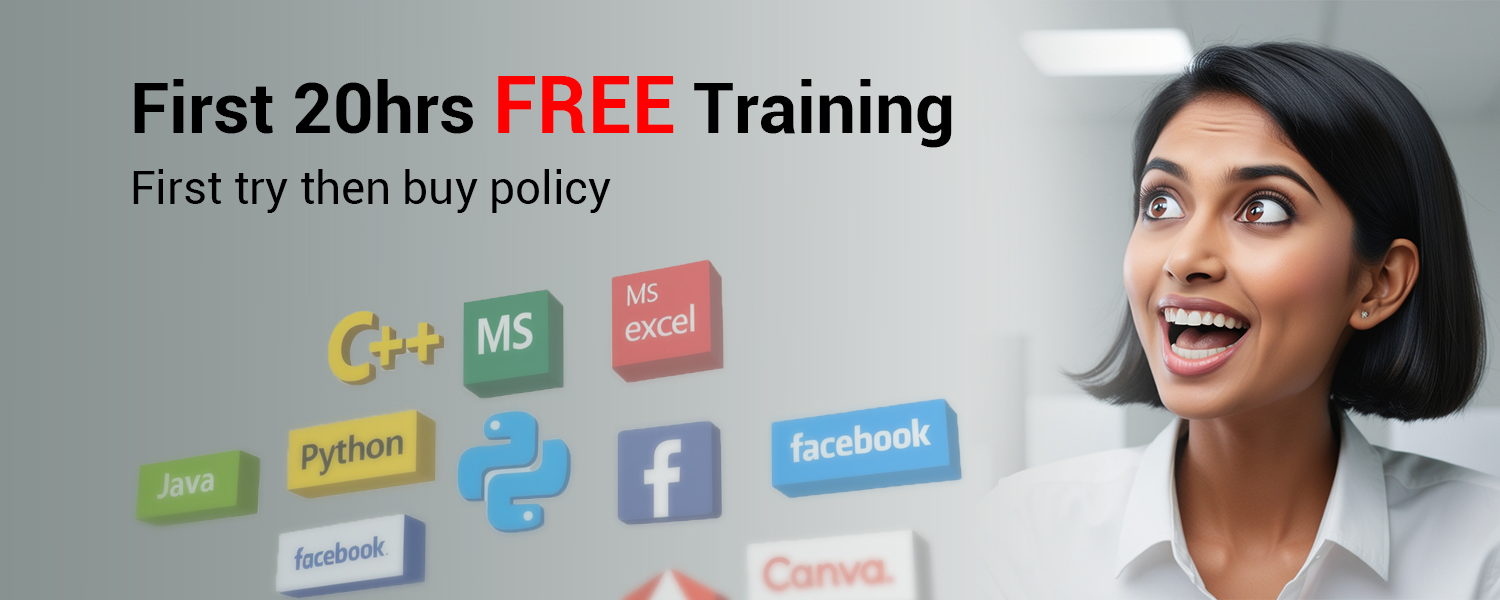 First 20hrs FREE Training
First try then buy policy
C++
MS
MS
excel
Python
Java
f
facebook
facebook.
Canva.